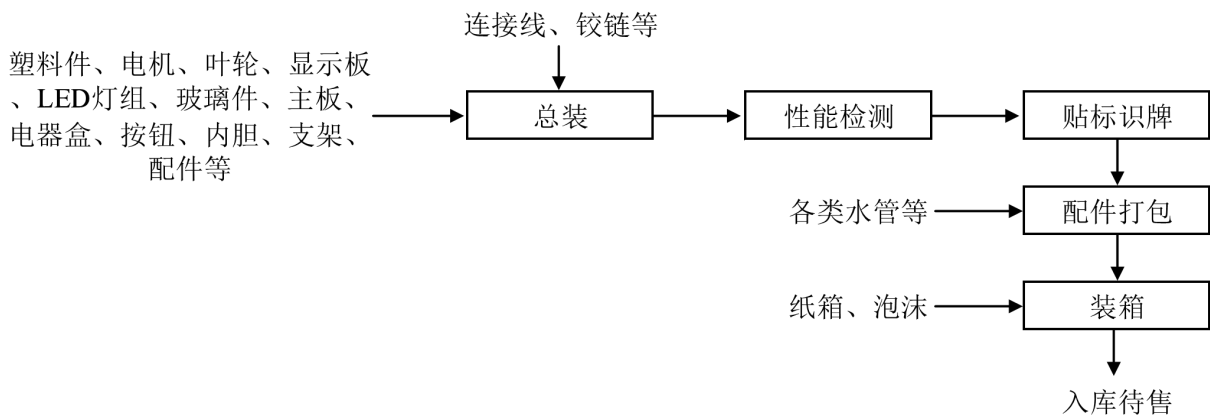 连接线、铰链等
塑料件、电机、叶轮、显示板
、LED灯组、玻璃件、主板、
电器盒、按钮、内胆、支架、
配件等
总装
性能检测
贴标识牌
各类水管等
配件打包
纸箱、泡沫
装箱
入库待售